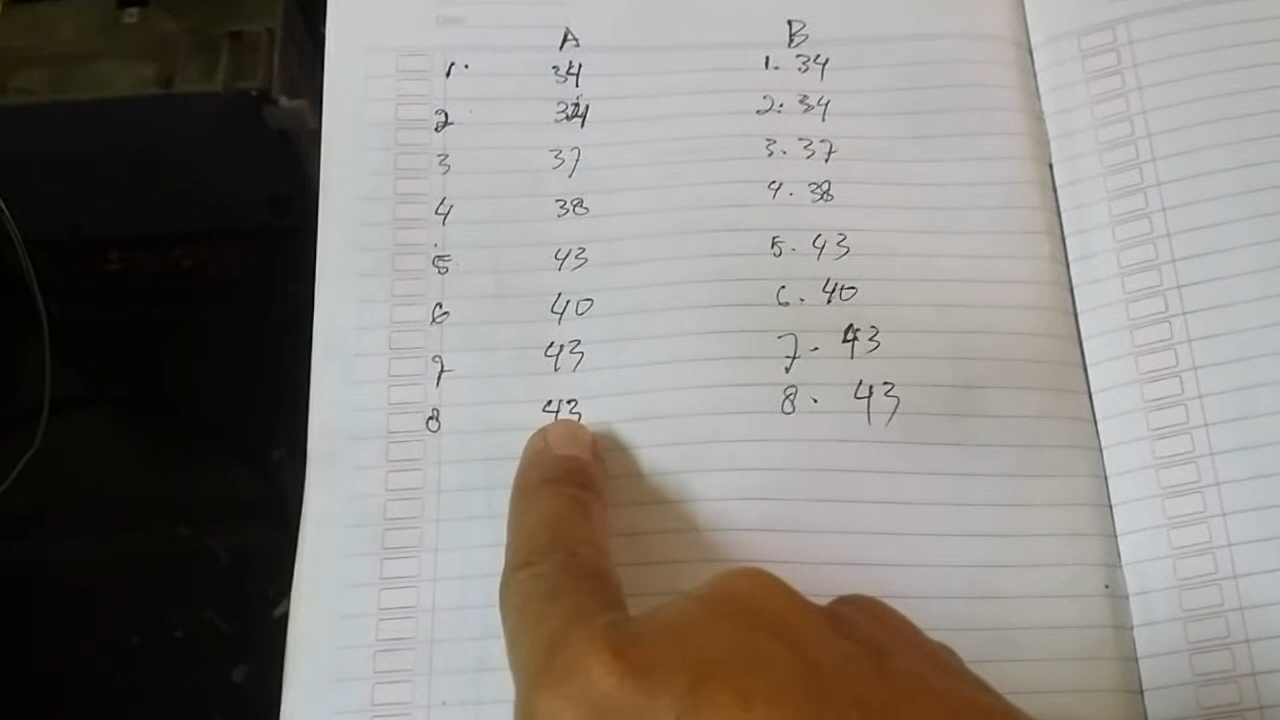 A B
1. 34 1. 34
2 34 2. 34
3 37 3. 37
4 38 4. 38
5 43 5. 43
6 40 6. 40
7 43 7. 43
8 43 8. 43